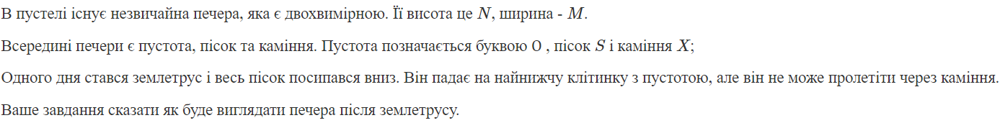 В пустелі існує незвичайна печера, яка є двохвимірною. Її висота це N, ширина - M.
Всередині печери є пустота, пісок та каміння. Пустота позначається буквою O , пісок S і каміння X;
Одного дня стався землетрус і весь пісок посипався вниз. Він падає на найнижчу клітинку з пустотою, але він не може пролетіти через каміння.
Ваше завдання сказати як буде виглядати печера після землетрусу.